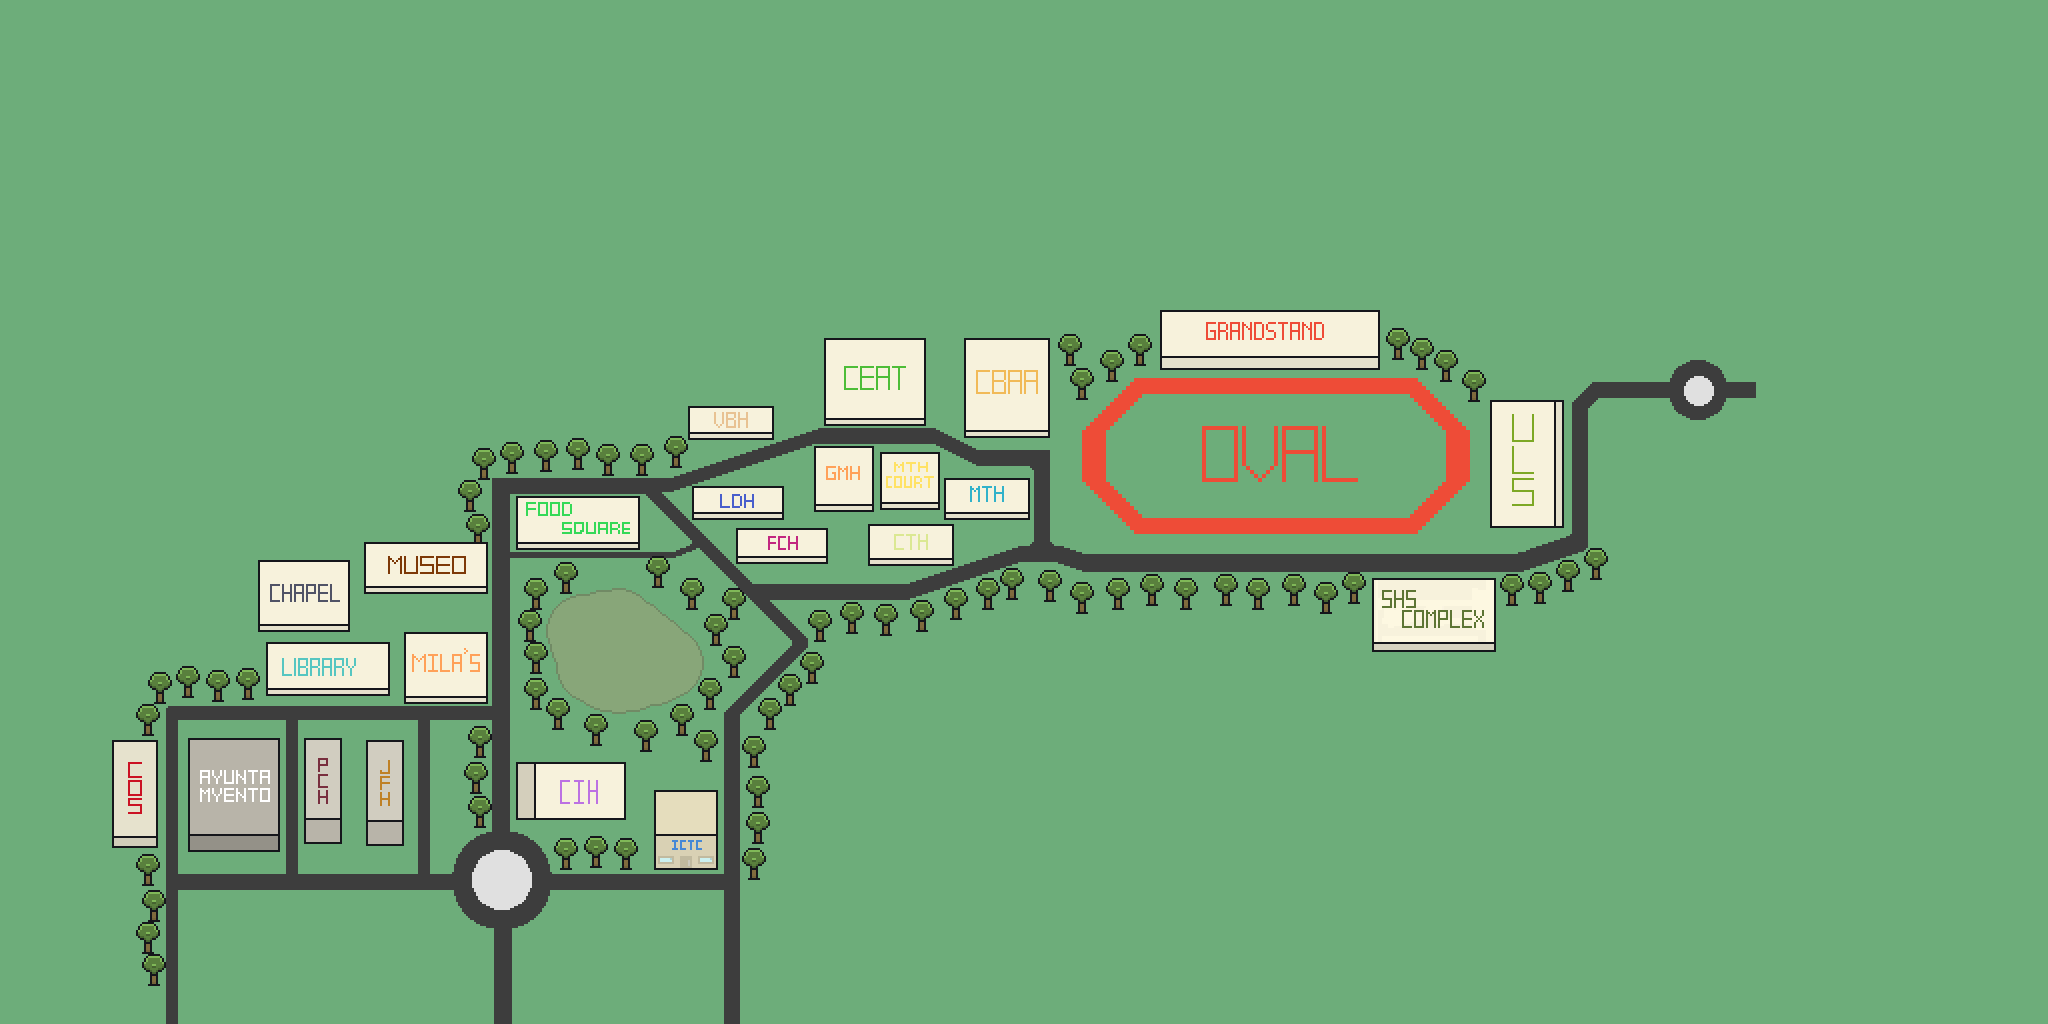 GRANDSTAND
CEAT
CBAA
VBH
OVAL
ULS
GMH
MTH
COURT
MTH
LDH
FOOD
SQUARE
FCH
CTH
MUSEO
CHAPEL
SHS
COMPLEX
LIBRARY
MILA'S
COS
AYUNTA
MYENTO
PCH
JFH
CIH
ICTC